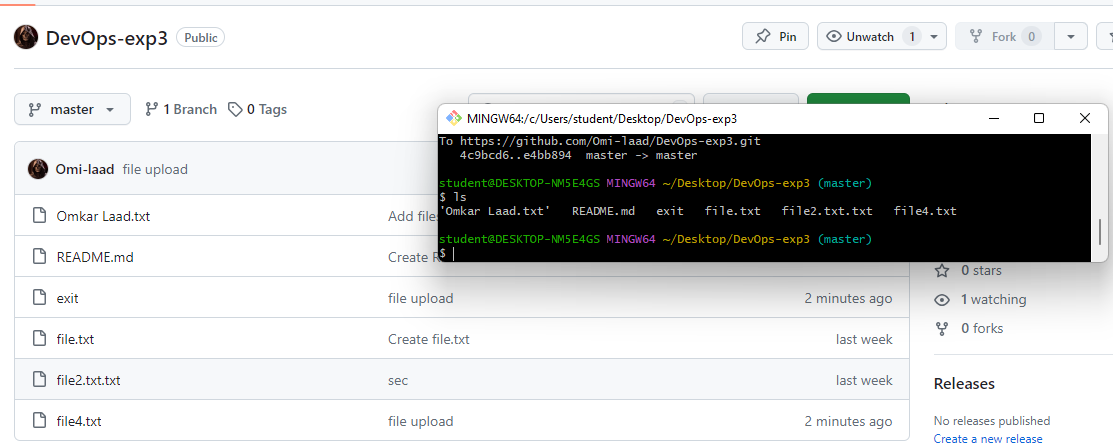 DevOps-exp3 Public Pin Unwatch 1 Fork 0
master 1 Branch 0 Tags
MINGW64:/c/Users/student/Desktop/DevOps-exp3
To https://github.com/Omi-laad/DevOps-exp3.git
4c9bcd6..e4bb894 master -> master
student@DESKTOP-NM5E4GS MINGW64 ~/Desktop/DevOps-exp3 (master)
$ ls
'Omkar Laad.txt' README.md exit file.txt file2.txt.txt file4.txt
student@DESKTOP-NM5E4GS MINGW64 ~/Desktop/DevOps-exp3 (master)
$
Omi-laad file upload
Omkar Laad.txt Add files
README.md Create
exit file upload 2 minutes ago
file.txt Create file.txt last week
file2.txt.txt sec last week
file4.txt file upload 2 minutes ago
0 stars
1 watching
0 forks
Releases
No releases published
Create a new release